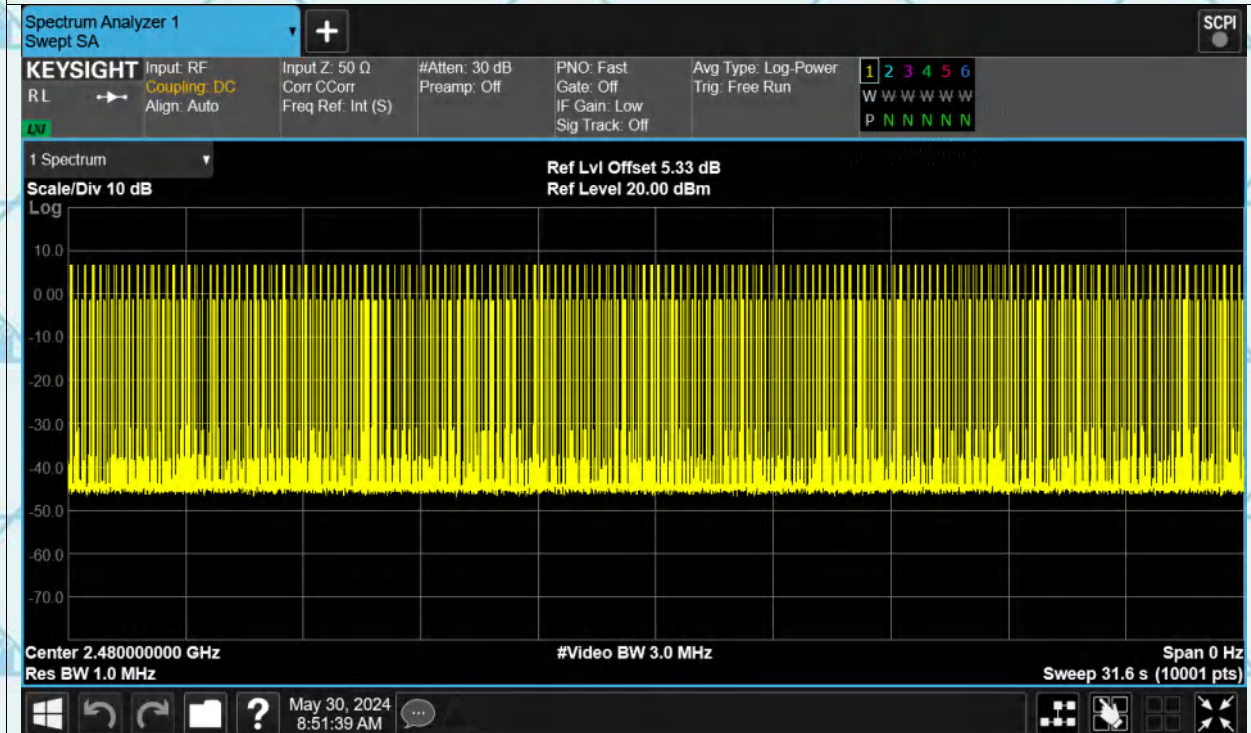 Spectrum Analyzer 1
Swept SA
+
SCPI
KEYSIGHT
RL
LXI
Input: RF
Coupling: DC
Align: Auto
Input Z: 50 Ω
Corr CCorr
Freq Ref: Int (S)
#Atten: 30 dB
Preamp: Off
PNO: Fast
Gate: Off
IF Gain: Low
Sig Track: Off
Avg Type: Log-Power
Trig: Free Run
1 2 3 4 5 6
W W W W W W
P N N N N N
1 Spectrum
Scale/Div 10 dB
Ref Lvl Offset 5.33 dB
Ref Level 20.00 dBm
Log
10.0
0.00
-10.0
-20.0
-30.0
-40.0
-50.0
-60.0
-70.0
Center 2.480000000 GHz
#Video BW 3.0 MHz
Span 0 Hz
Res BW 1.0 MHz
Sweep 31.6 s (10001 pts)
?
May 30, 2024
8:51:39 AM